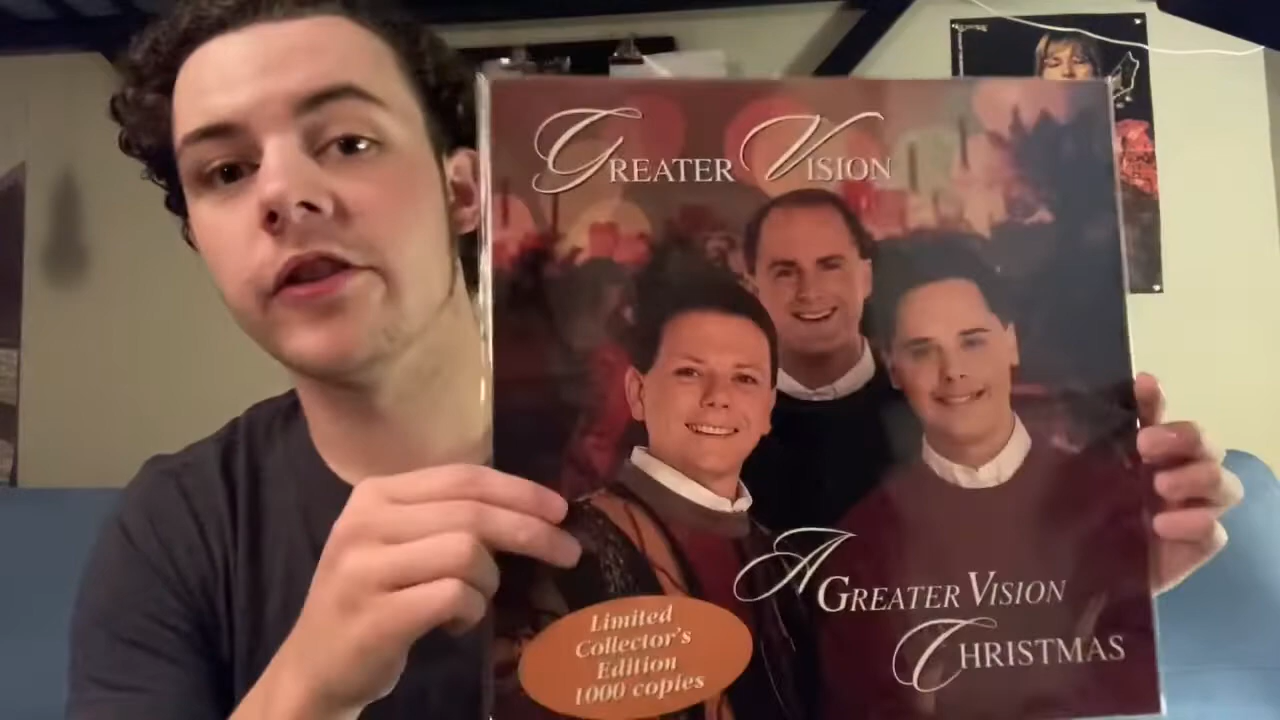 GREATER VISION
A GREATER VISION
CHRISTMAS
Limited
Collector's
Edition
1000 copies